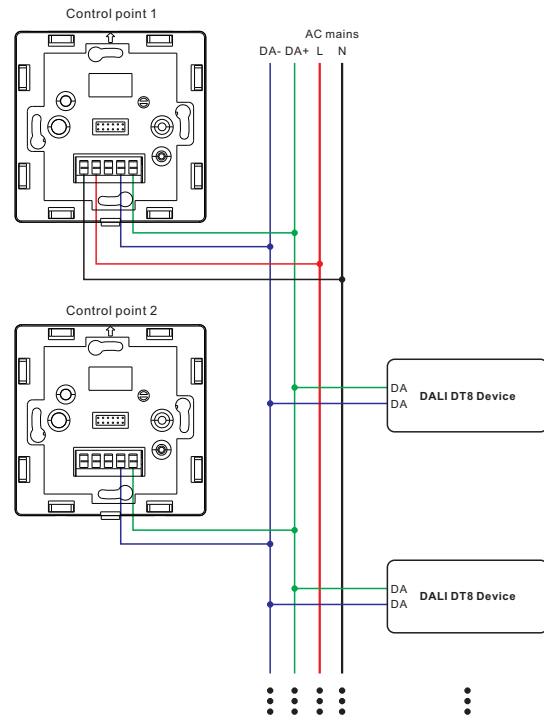 Control point 1
AC mains
DA- DA+ L N
Control point 2
DA
DA
DALI DT8 Device
DA
DA
DALI DT8 Device